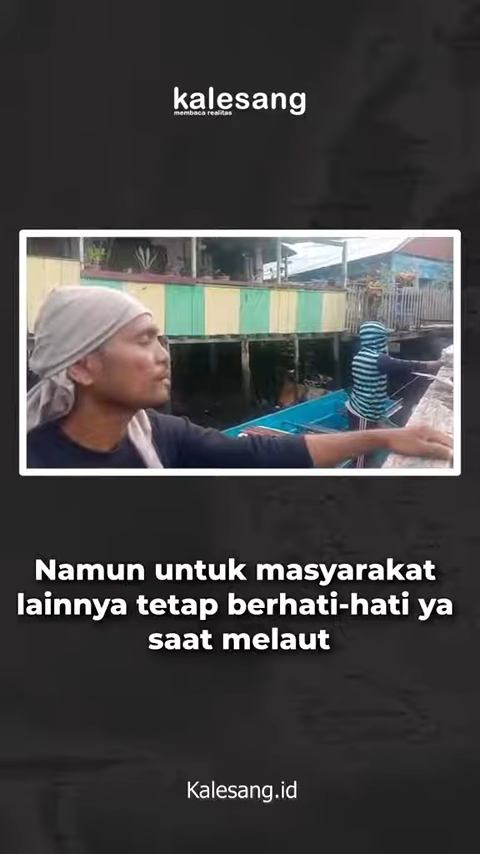 kalesang
membaca realitas
Namun untuk masyarakat
lainnya tetap berhati-hati ya
saat melaut
Kalesang.id